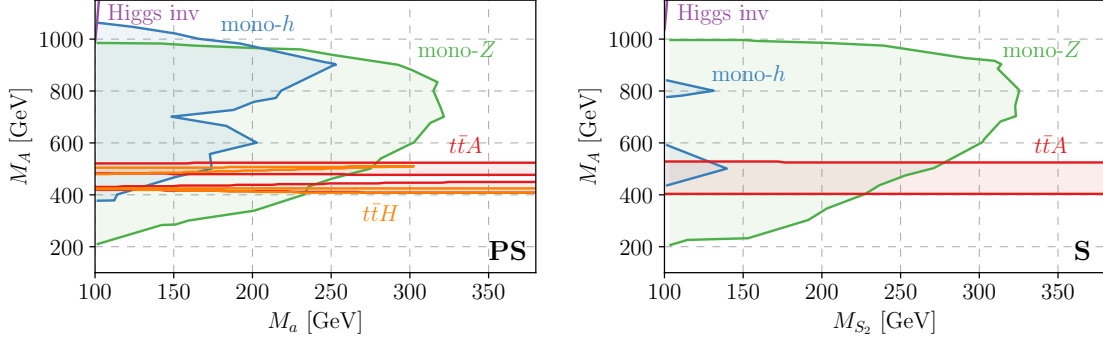 Higgs inv
mono-h
mono-Z
tt̄A
tt̄H
PS
1000
800
600
400
200
M_A [GeV]
100 150 200 250 300 350
M_a [GeV]
Higgs inv
mono-h
mono-Z
tt̄A
S
1000
800
600
400
200
M_A [GeV]
100 150 200 250 300 350
M_{S_2} [GeV]